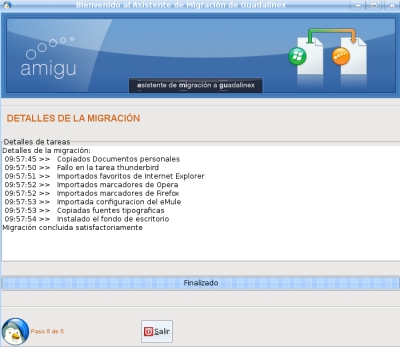 Bienvenido al Asistente de Migración de Guadalinex
amigu
asistente de migración a guadalinex
DETALLES DE LA MIGRACIÓN
Detalles de tareas
Detalles de la migración:
09:57:45 >> Copiados Documentos personales
09:57:50 >> Fallo en la tarea thunderbird
09:57:51 >> Importados favoritos de Internet Explorer
09:57:52 >> Importados marcadores de Opera
09:57:52 >> Importados marcadores de Firefox
09:57:53 >> Importada configuracion del eMule
09:57:53 >> Copiadas fuentes tipograficas
09:57:54 >> Instalado el fondo de escritorio
Migración concluida satisfactoriamente
Finalizado
Paso 5 de 5
Salir